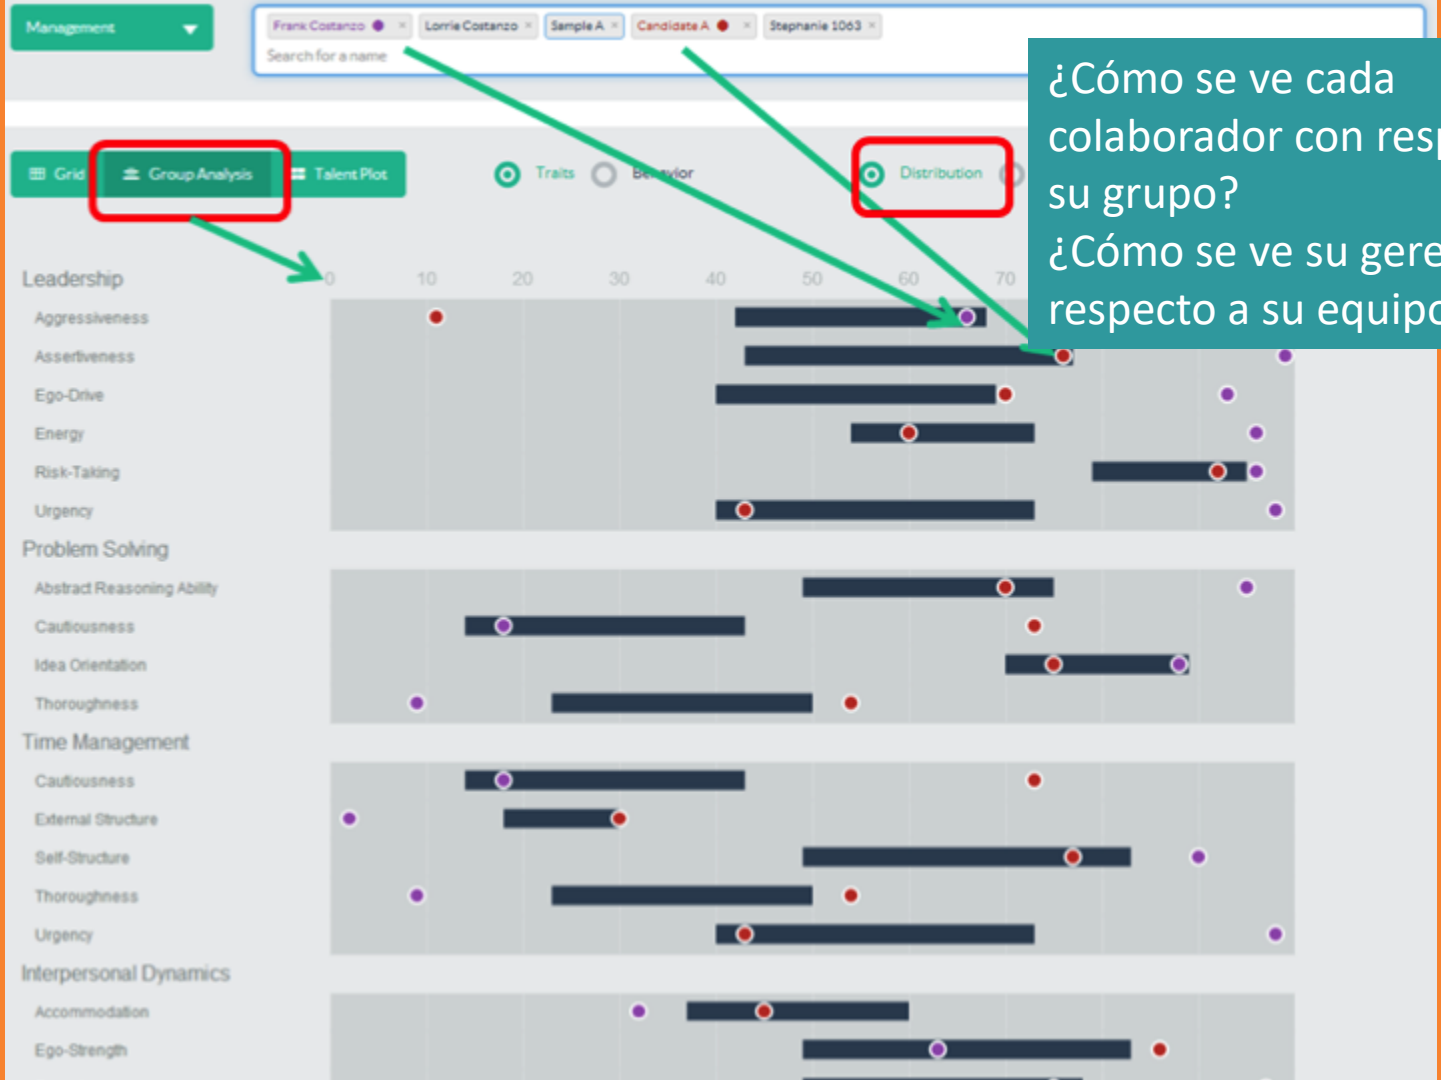 Management
Frank Costanzo × Lorrie Costanzo × Sample A × Candidate A × Stephanie 1063 ×
Search for a name
¿Cómo se ve cada
colaborador con resp
su grupo?
¿Cómo se ve su gere
respecto a su equipo
Grid Group Analysis Talent Plot Traits Behavior Distribution
Leadership 0 10 20 30 40 50 60 70
Aggressiveness
Assertiveness
Ego-Drive
Energy
Risk-Taking
Urgency
Problem Solving
Abstract Reasoning Ability
Cautiousness
Idea Orientation
Thoroughness
Time Management
Cautiousness
External Structure
Self-Structure
Thoroughness
Urgency
Interpersonal Dynamics
Accommodation
Ego-Strength